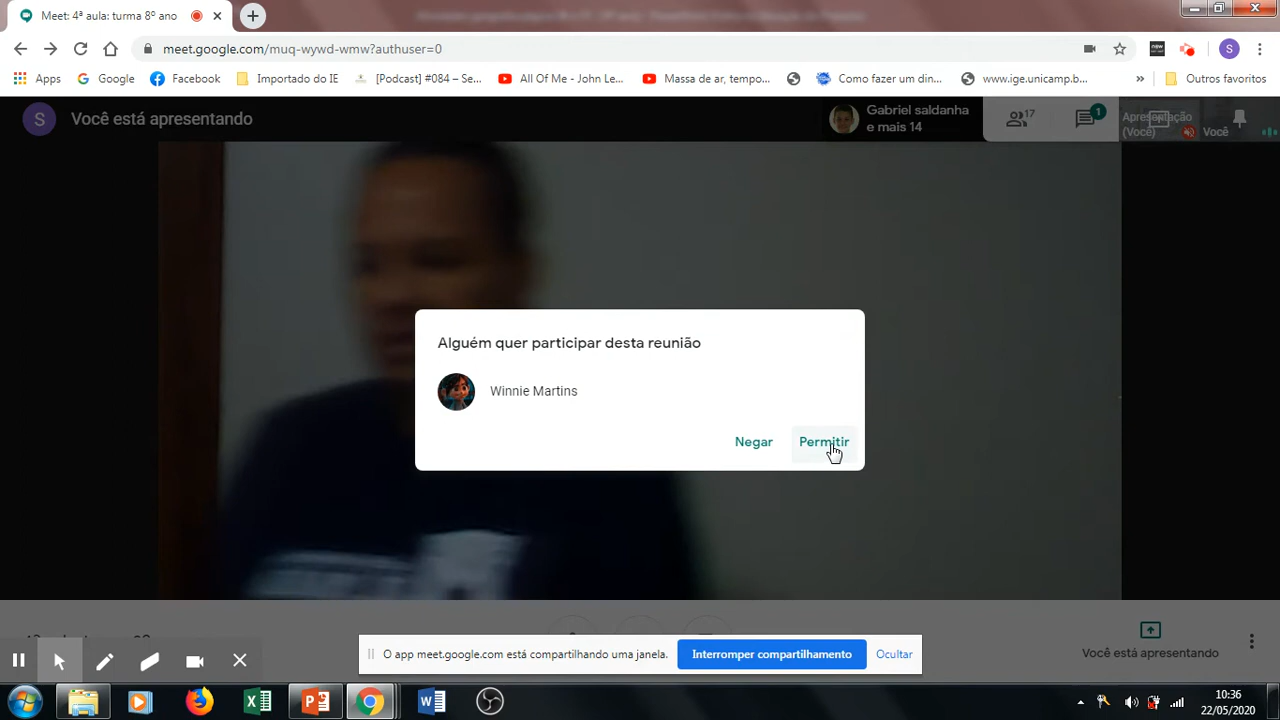 Meet: 4ª aula: turma 8º ano
meet.google.com/muq-wywd-wmw?authuser=0
S
Apps
Google
Facebook
Importado do IE
[Podcast] #084 – Se...
All Of Me - John Le...
Massa de ar, tempo...
Como fazer um din...
www.ige.unicamp.b...
»
Outros favoritos
S
Você está apresentando
Gabriel saldanha
e mais 14
17
1
Apresentação
(Você)
Você
Alguém quer participar desta reunião
Winnie Martins
Negar
Permitir
O app meet.google.com está compartilhando uma janela.
Interromper compartilhamento
Ocultar
Você está apresentando
10:36
22/05/2020